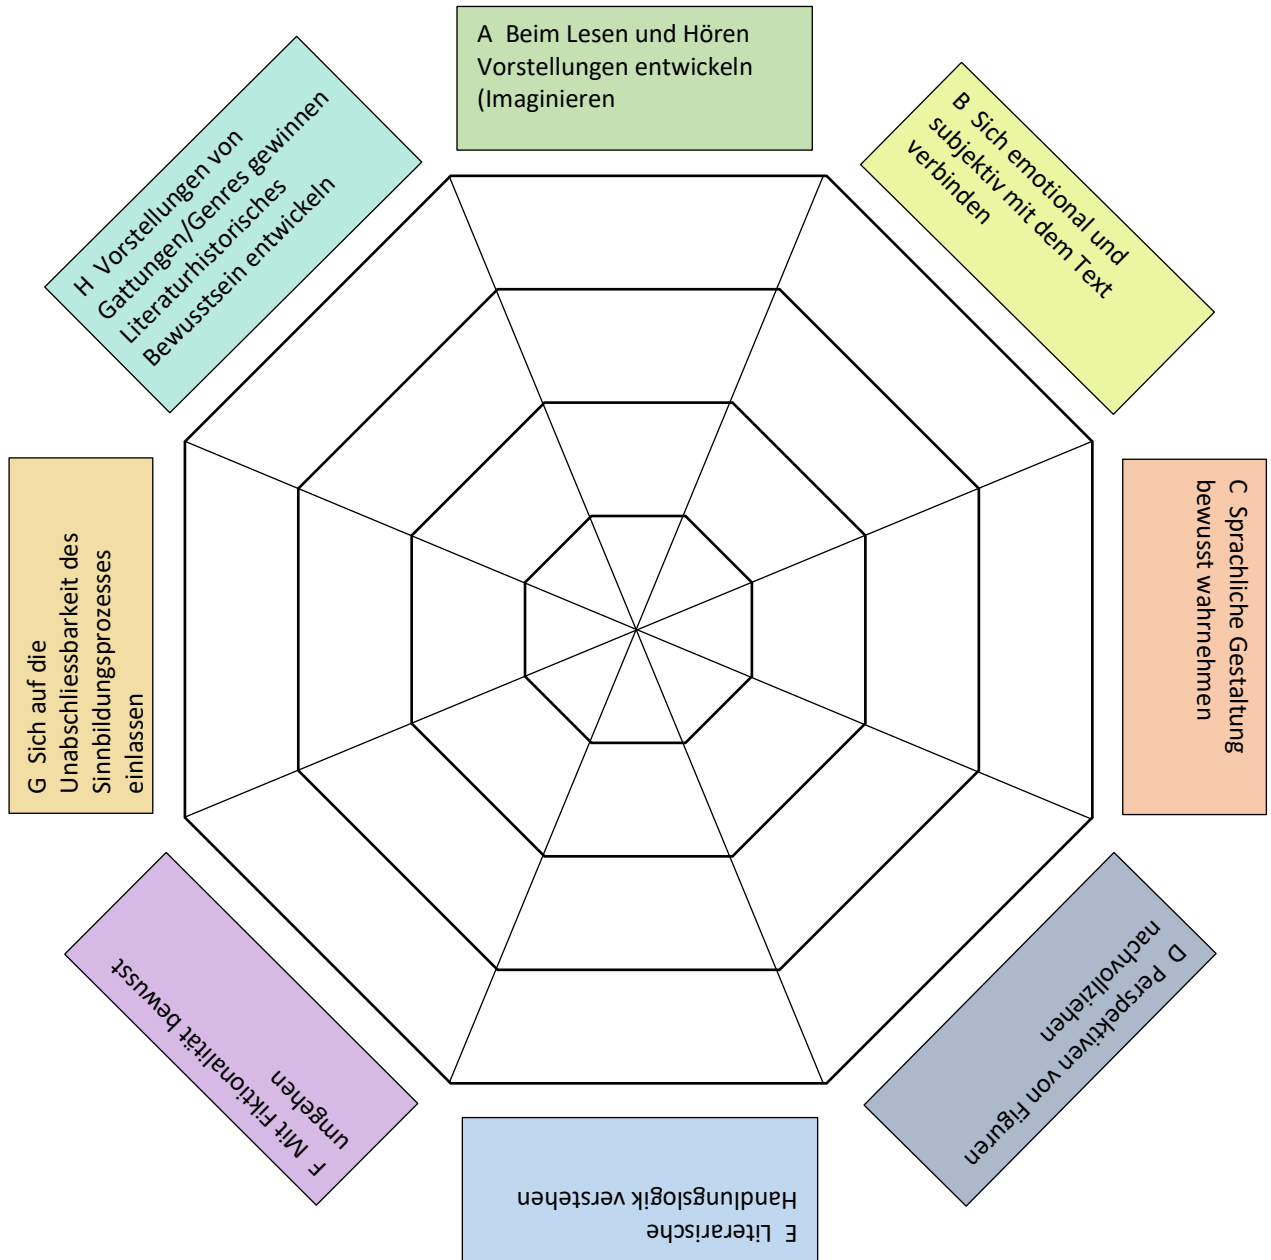 A Beim Lesen und Hören
Vorstellungen entwickeln
(Imaginieren
B Sich emotional und
subjektiv mit dem Text
verbinden
C Sprachliche Gestaltung
bewusst wahrnehmen
D Perspektiven von Figuren
nachvollziehen
E Literarische
Handlungslogik verstehen
F Mit Fiktionalität bewusst
umgehen
G Sich auf die
Unabschliessbarkeit des
Sinnbildungsprozesses
einlassen
H Vorstellungen von
Gattungen/Genres gewinnen
Literaturhistorisches
Bewusstsein entwickeln